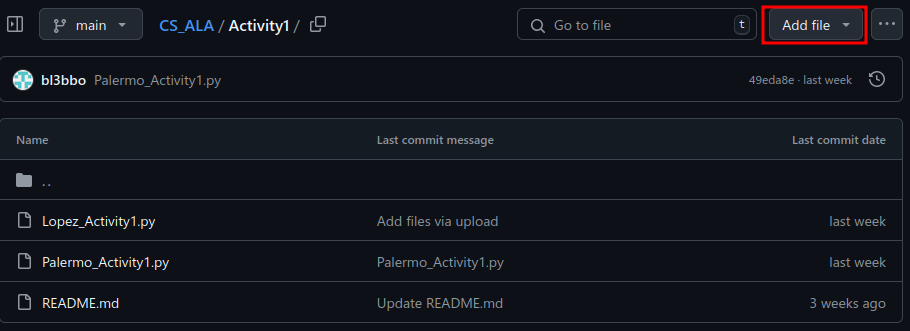 main CS_ALA / Activity1 / Go to file t Add file
bl3bbo Palermo_Activity1.py 49eda8e · last week
Name Last commit message Last commit date
..
Lopez_Activity1.py Add files via upload last week
Palermo_Activity1.py Palermo_Activity1.py last week
README.md Update README.md 3 weeks ago